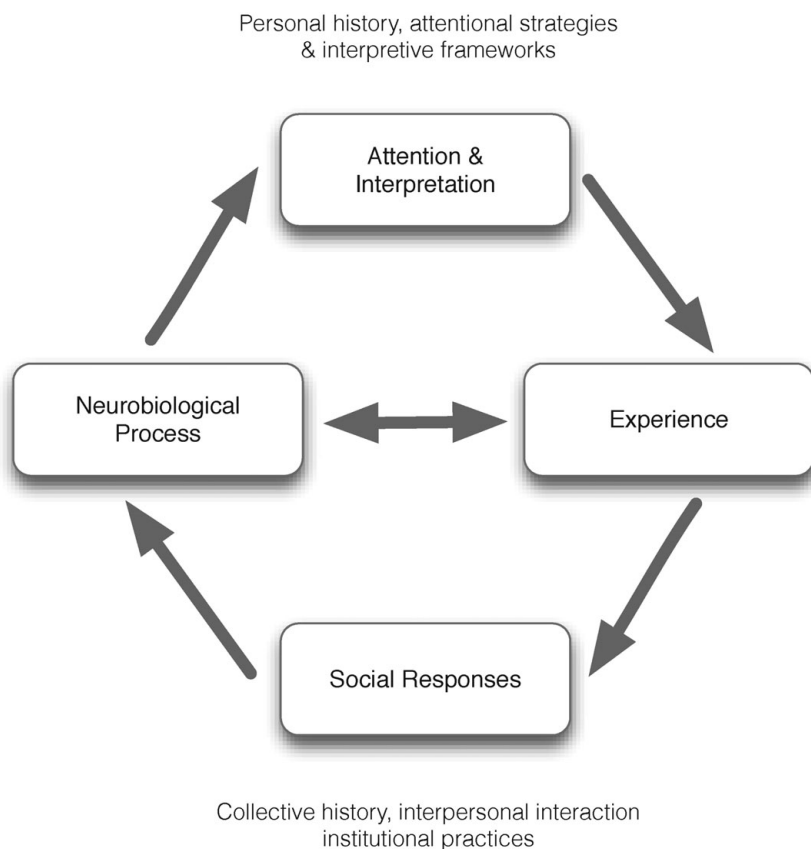 Personal history, attentional strategies
& interpretive frameworks
Attention &
Interpretation
Neurobiological
Process
Experience
Social Responses
Collective history, interpersonal interaction
institutional practices